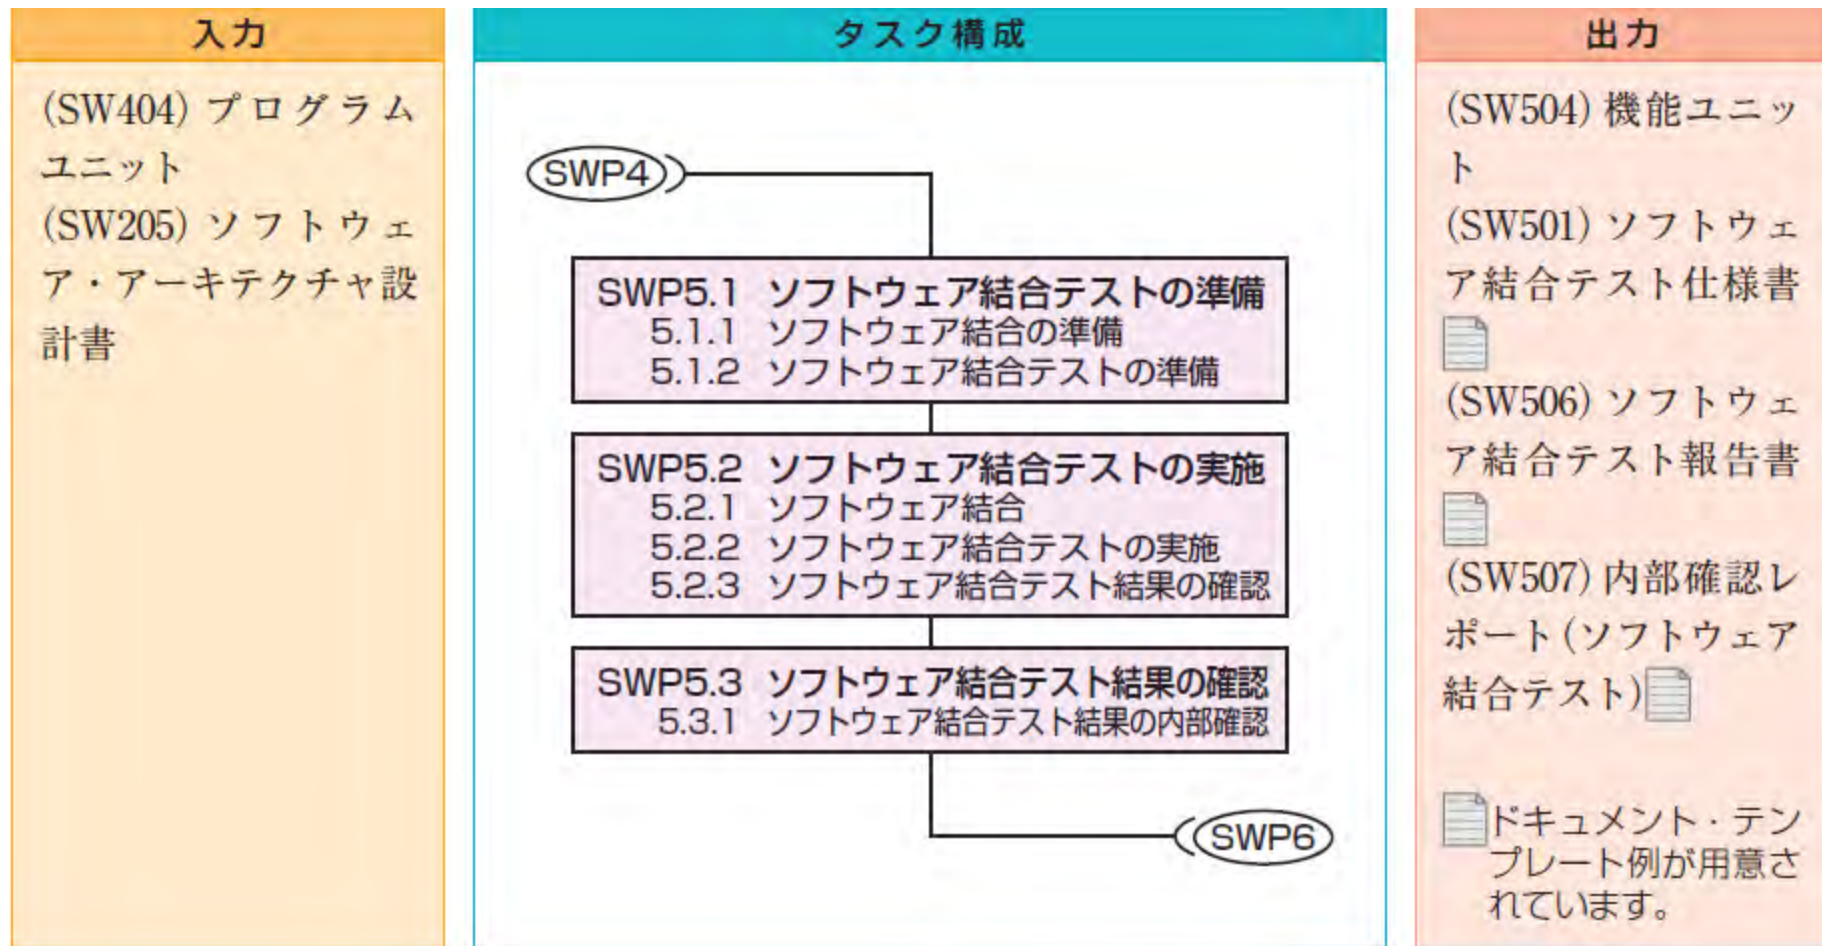 入力
(SW404) プログラム
ユニット
(SW205) ソフトウェ
ア・アーキテクチャ設
計書
タスク構成
SWP4
SWP5.1 ソフトウェア結合テストの準備
5.1.1 ソフトウェア結合の準備
5.1.2 ソフトウェア結合テストの準備
SWP5.2 ソフトウェア結合テストの実施
5.2.1 ソフトウェア結合
5.2.2 ソフトウェア結合テストの実施
5.2.3 ソフトウェア結合テスト結果の確認
SWP5.3 ソフトウェア結合テスト結果の確認
5.3.1 ソフトウェア結合テスト結果の内部確認
SWP6
出力
(SW504) 機能ユニッ
ト
(SW501) ソフトウェ
ア結合テスト仕様書
(SW506) ソフトウェ
ア結合テスト報告書
(SW507) 内部確認レ
ポート(ソフトウェア
結合テスト)
ドキュメント・テン
プレート例が用意さ
れています。